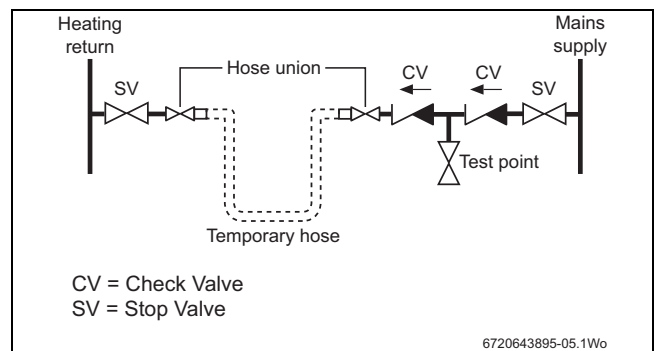 Heating
return
Mains
supply
Hose union
SV
CV
CV
SV
Test point
Temporary hose
CV = Check Valve
SV = Stop Valve
6720643895-05.1Wo